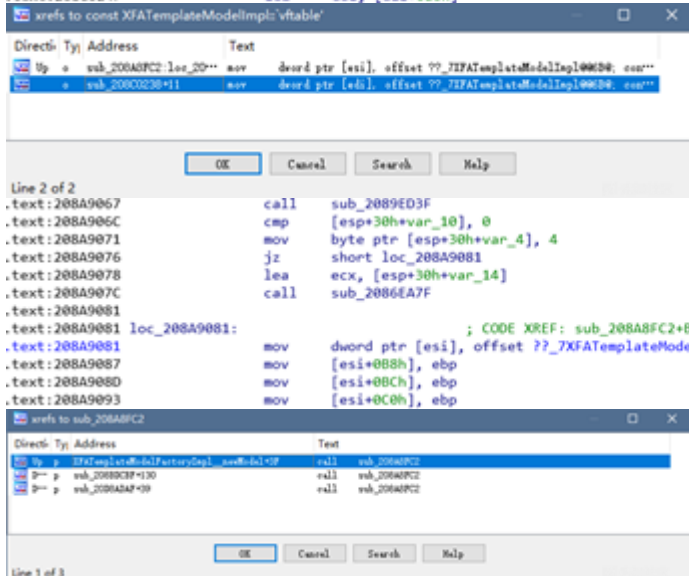 xrefs to const XFATemplateModelImpl::`vftable'
Directi Ty Address Text
Up o sub_208A8FC2:loc_20… mov dword ptr [esi], offset ??_7XFATemplateModelImpl@@6B@; con…
o sub_208C0238+11 mov dword ptr [edi], offset ??_7XFATemplateModelImpl@@6B@; con…
OK Cancel Search Help
Line 2 of 2
.text:208A9067 call sub_2089ED3F
.text:208A906C cmp [esp+30h+var_10], 0
.text:208A9071 mov byte ptr [esp+30h+var_4], 4
.text:208A9076 jz short loc_208A9081
.text:208A9078 lea ecx, [esp+30h+var_14]
.text:208A907C call sub_2086EA7F
.text:208A9081
.text:208A9081 loc_208A9081: ; CODE XREF: sub_208A8FC2+B
.text:208A9081 mov dword ptr [esi], offset ??_7XFATemplateMode
.text:208A9087 mov [esi+0B8h], ebp
.text:208A908D mov [esi+0BCh], ebp
.text:208A9093 mov [esi+0C0h], ebp
xrefs to sub_208A8FC2
Directi Ty Address Text
Up p XFATemplateModelFactoryImpl__newModel+3F call sub_208A8FC2
D… p call sub_208A8FC2
D… p call sub_208A8FC2
OK Cancel Search Help
Line 1 of 3